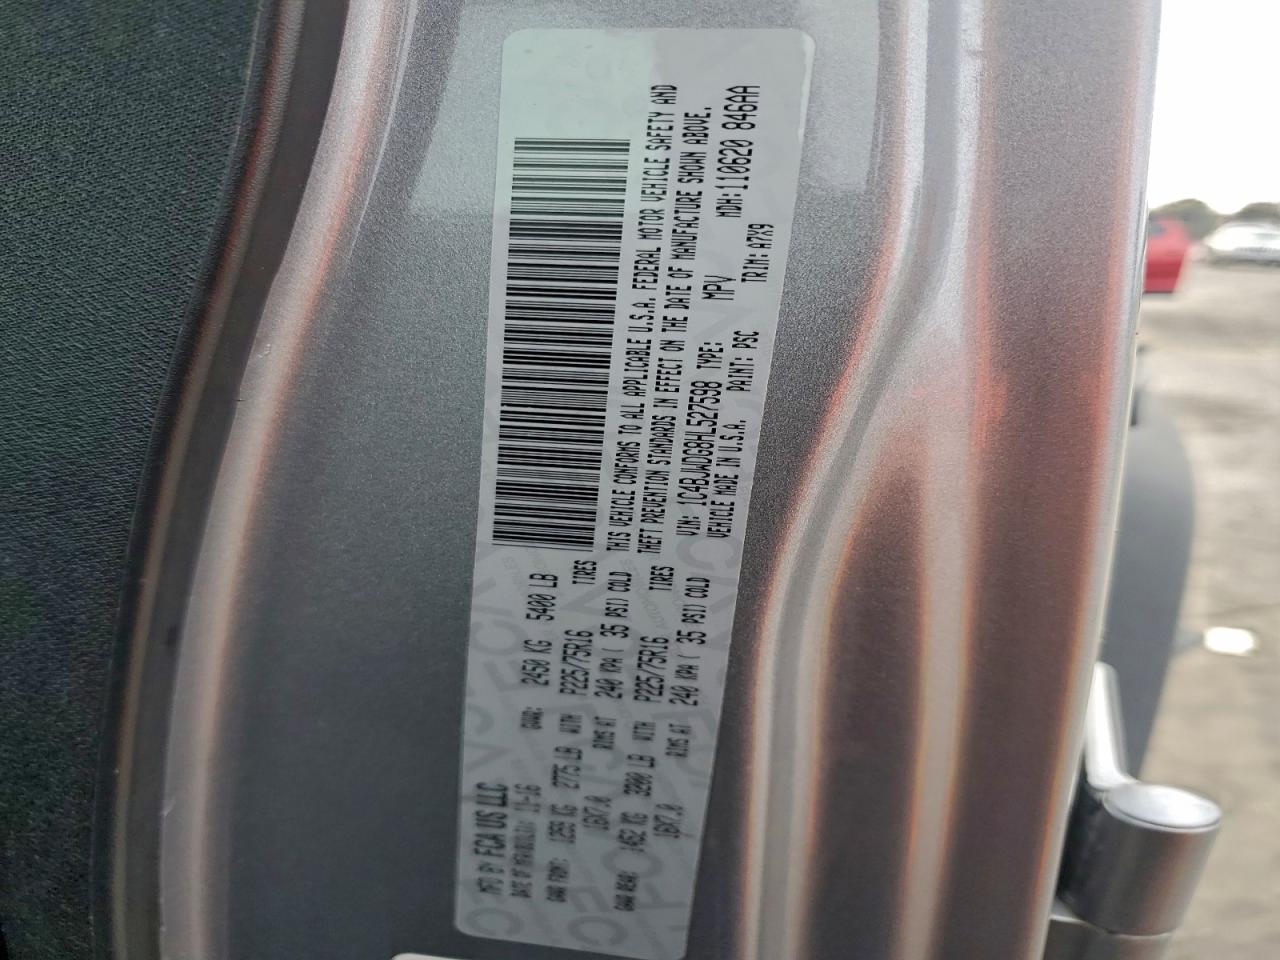 MFD BY FCA US LLC
DATE OF MFR: 11-16 GVWR: 2450 KG 5400 LB
GAWR FRONT: 1259 KG 2775 LB WITH P225/75R16 TIRES
16X7.0 RIMS AT 240 KPA ( 35 PSI) COLD
GAWR REAR: 1452 KG 3200 LB WITH P225/75R16 TIRES
16X7.0 RIMS AT 240 KPA ( 35 PSI) COLD
THIS VEHICLE CONFORMS TO ALL APPLICABLE U.S.A. FEDERAL MOTOR VEHICLE SAFETY AND
THEFT PREVENTION STANDARDS IN EFFECT ON THE DATE OF MANUFACTURE SHOWN ABOVE.
VIN: 1C4BJWDG8HL527598 TYPE: MPV MDH:110620 846AA
VEHICLE MADE IN U.S.A. PAINT: PSC TRIM: A7X9